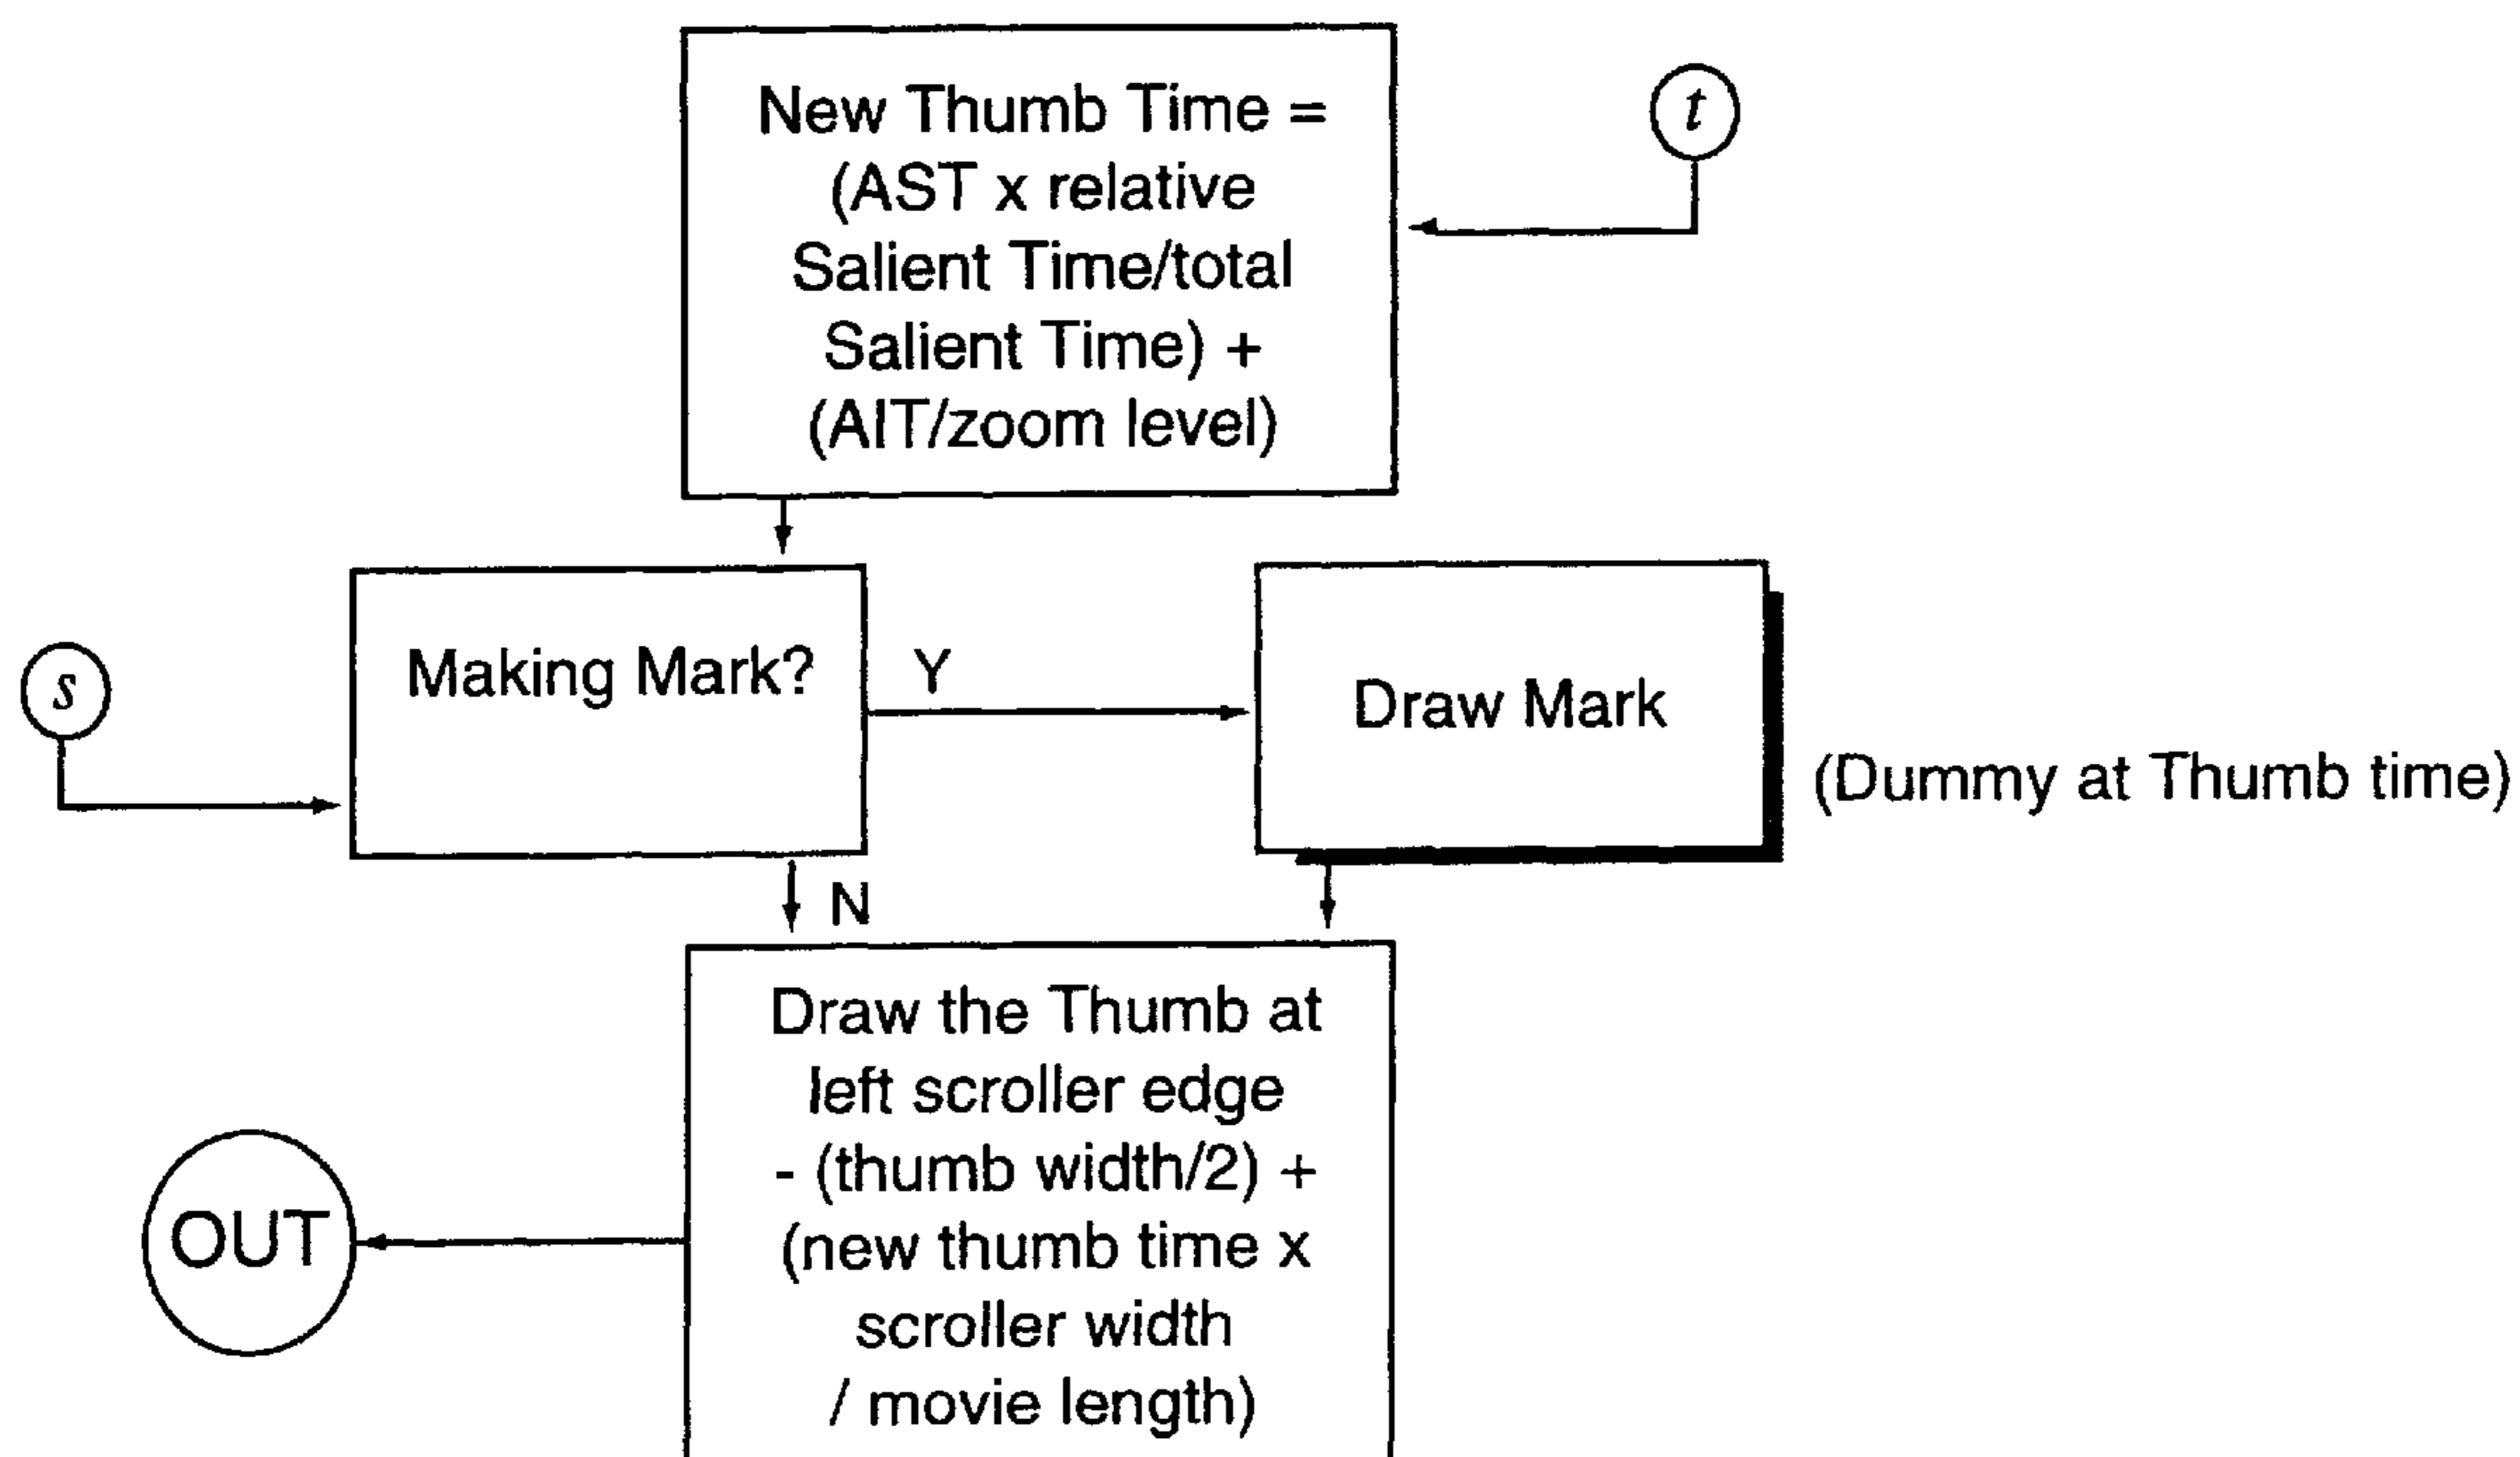 New Thumb Time =
(AST x relative
Salient Time/total
Salient Time) +
(AIT/zoom level)
t
s
Making Mark?
Y
Draw Mark
(Dummy at Thumb time)
N
Draw the Thumb at
left scroller edge
- (thumb width/2) +
(new thumb time x
scroller width
/ movie length)
OUT